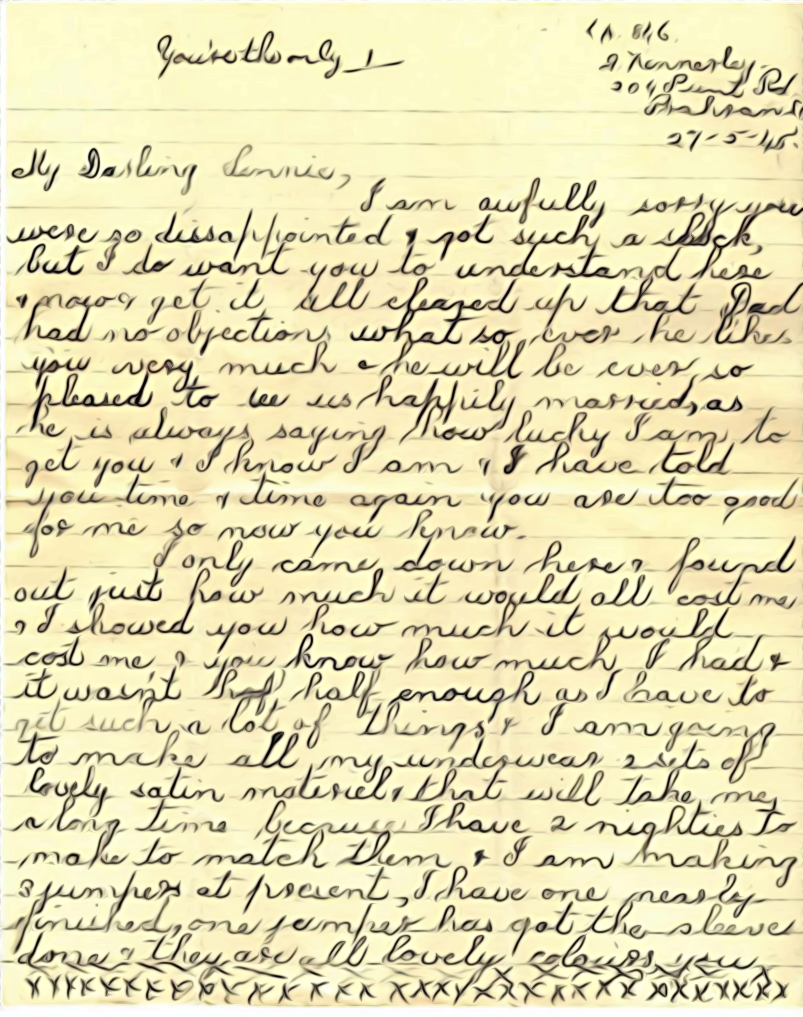 You're the only 1
LA. 846.
J. Kennerley.
204 Punt Rd
Prahran S1
27-5-45.
My Darling Lennie,
I am awfully sorry you
were so dissappointed & got such a shock,
but I do want you to understand here
& now & get it all cleared up that Dad
had no objections what so ever he likes
you very much & he will be ever so
pleased to see us happily married, as
he is always saying how lucky I am to
get you & I know I am & I have told
you time & time again you are too good
for me so now you know.
I only came down here & found
out just how much it would all cost me
& I showed you how much it would
cost me, & you know how much I had &
it wasn't half enough as I have to
get such a lot of things & I am going
to make all my underwear 2 sets of
lovely satin material & that will take me
a long time because I have 2 nighties to
make to match them & I am making
3 jumpers at present, I have one nearly
finished, one jumper has got the sleeve
done & they are all lovely colours, you